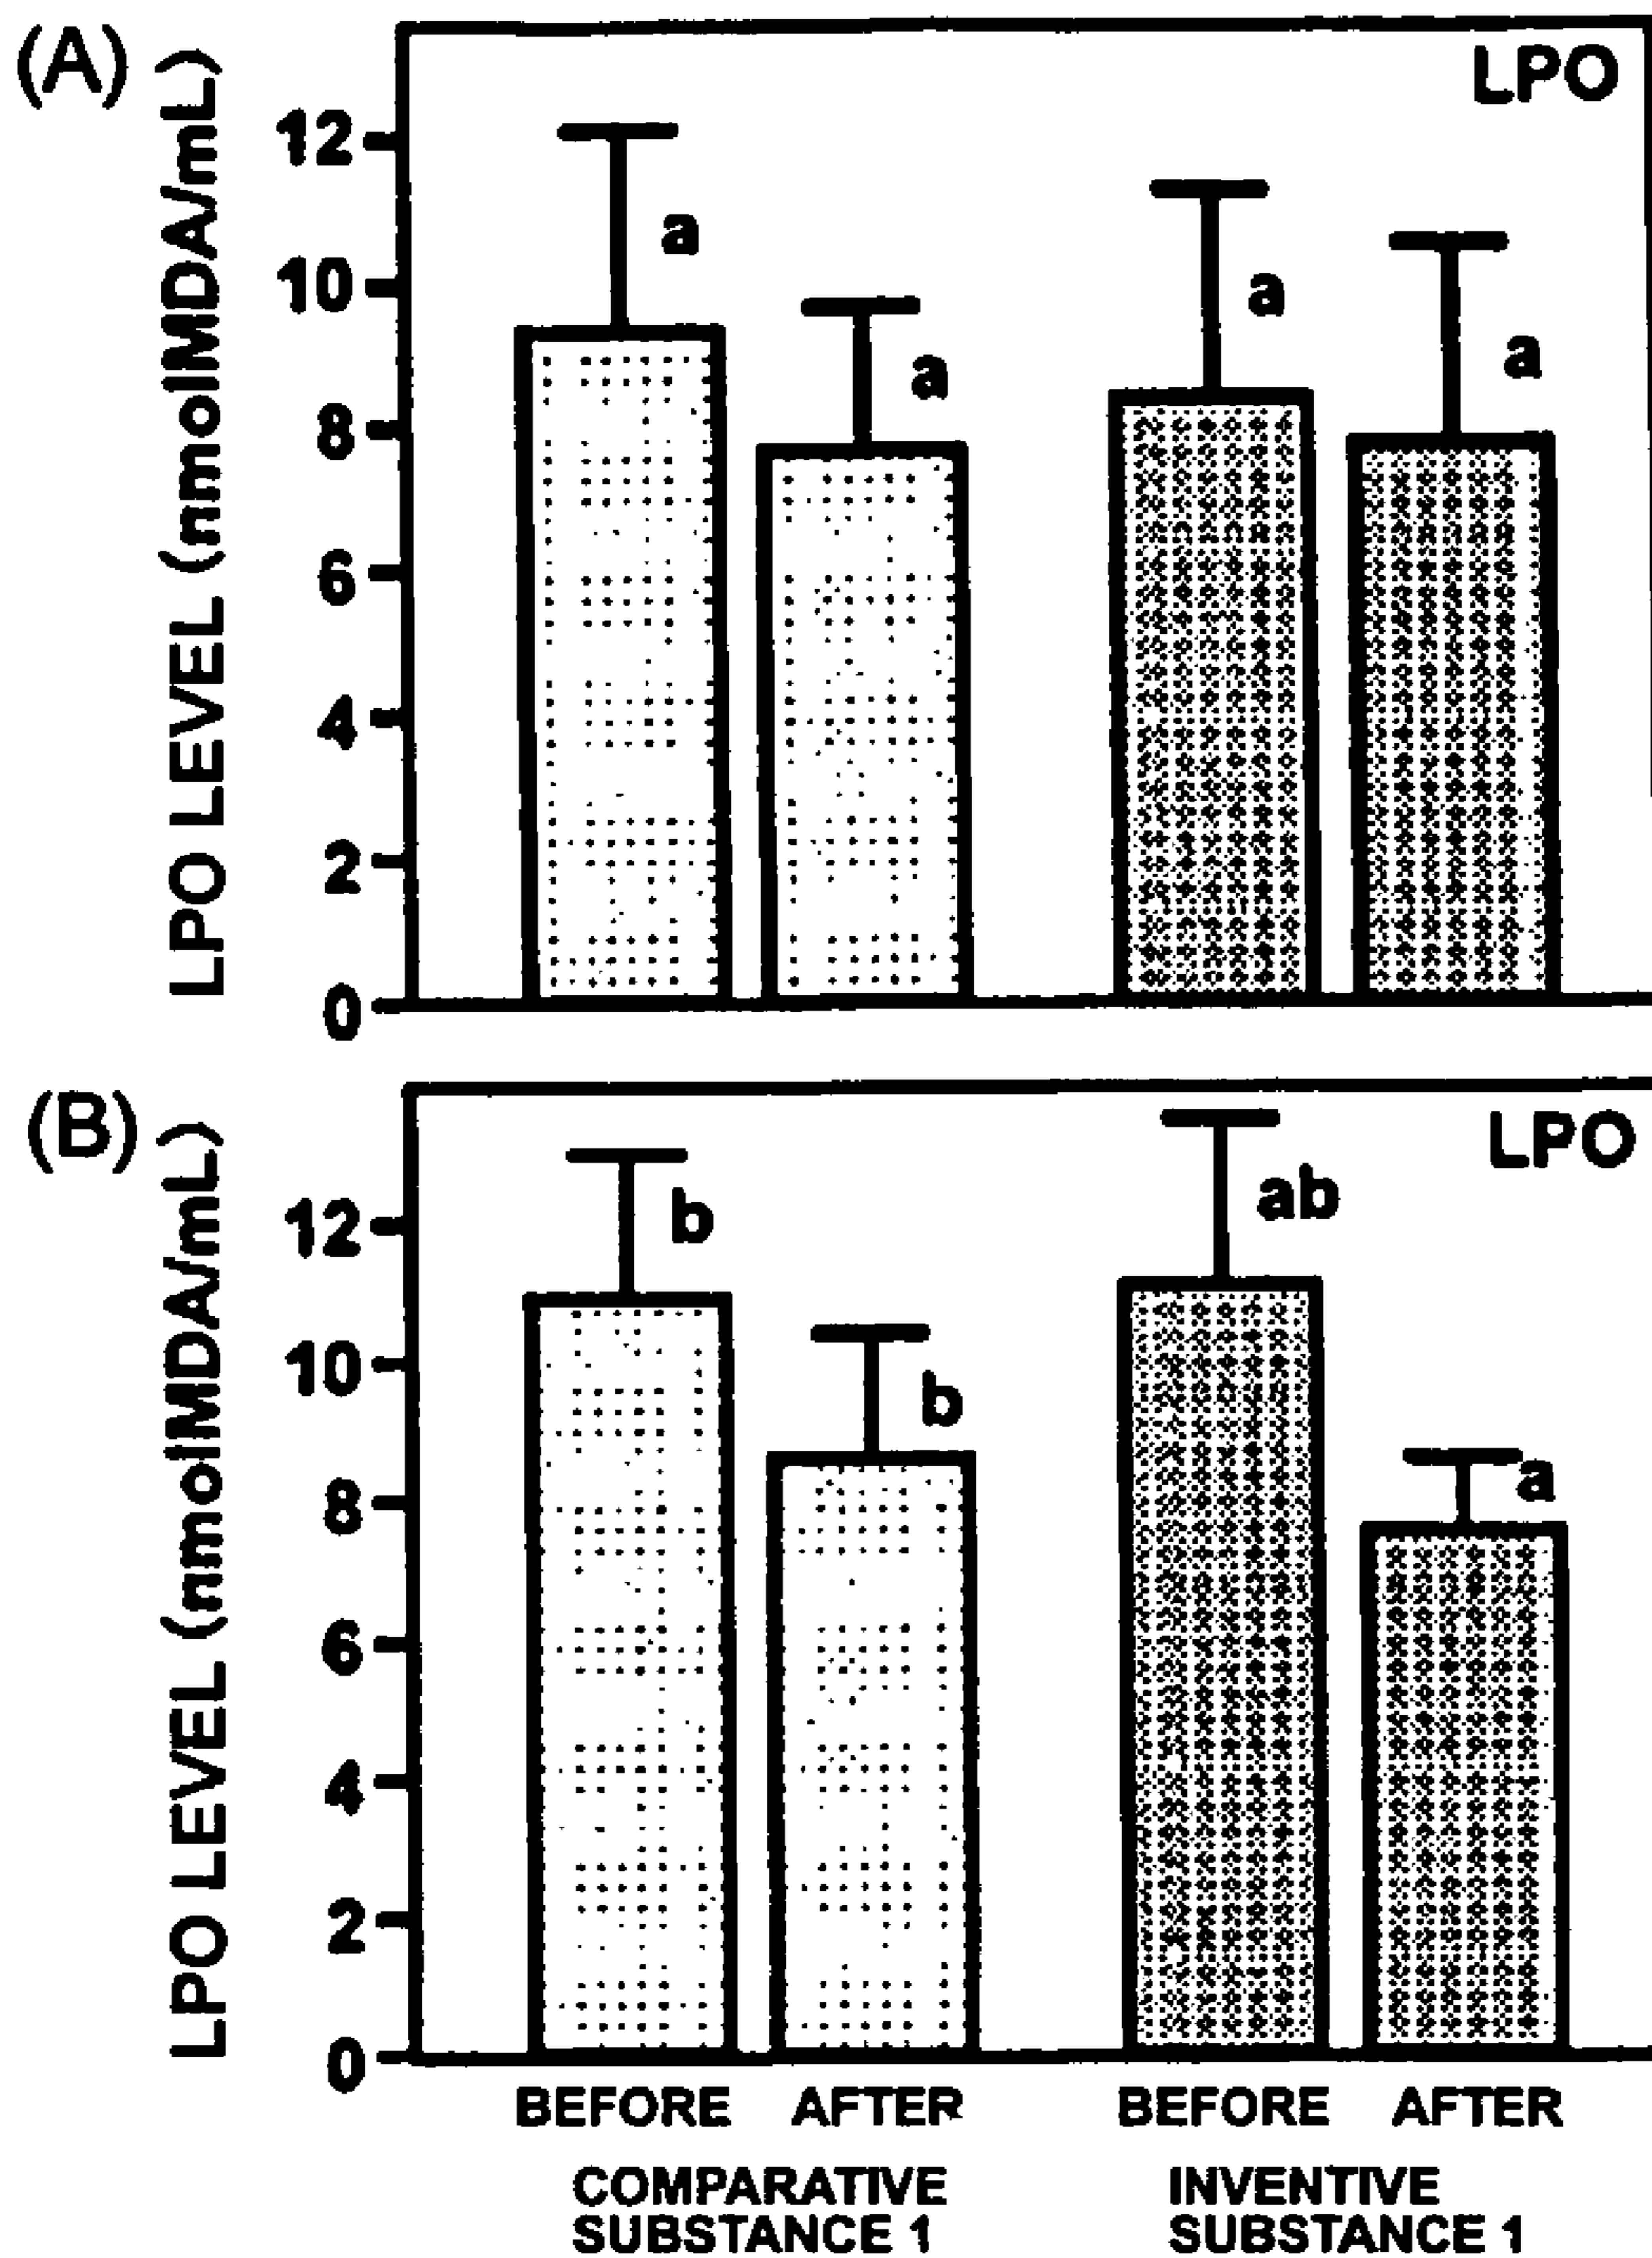 (A)
LPO LEVEL (nmolMDA/mL)
LPO
12
10
8
6
4
2
0
a
a
a
a
(B)
LPO LEVEL (nmolMDA/mL)
LPO
12
10
8
6
4
2
0
b
b
ab
a
BEFORE AFTER BEFORE AFTER
COMPARATIVE SUBSTANCE 1
INVENTIVE SUBSTANCE 1